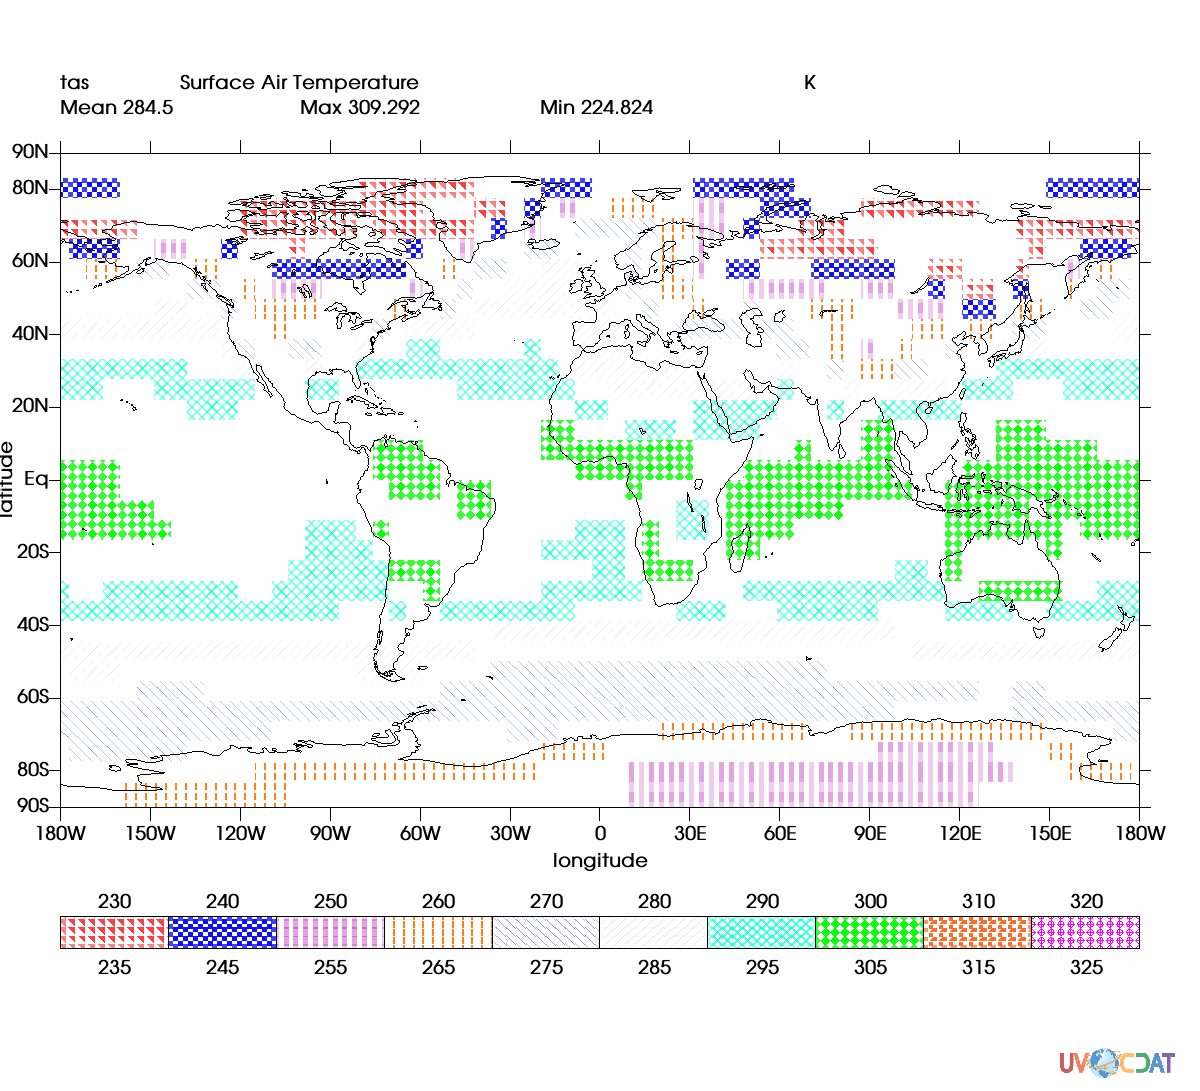 tas Surface Air Temperature K
Mean 284.5 Max 309.292 Min 224.824
90N
80N
60N
40N
20N
Eq
20S
40S
60S
80S
90S
latitude
180W 150W 120W 90W 60W 30W 0 30E 60E 90E 120E 150E 180W
longitude
230 240 250 260 270 280 290 300 310 320
235 245 255 265 275 285 295 305 315 325
UV CDAT